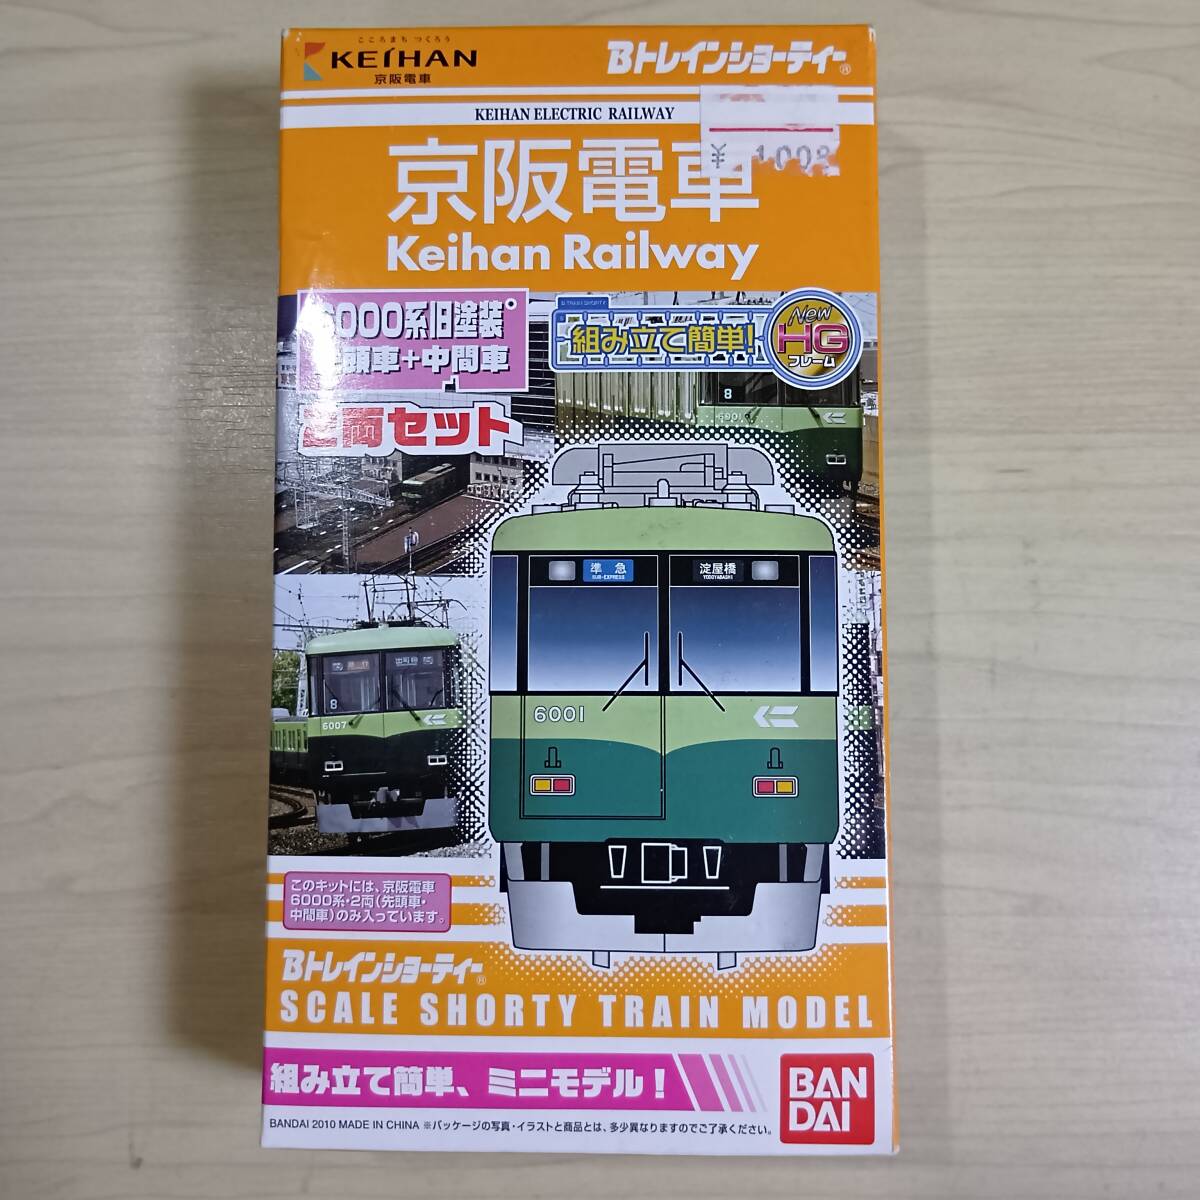 こころまち つくろう
KEIHAN
京阪電車
Bトレインショーティー®
KEIHAN ELECTRIC RAILWAY
京阪電車
¥ 1,008
Keihan Railway
6000系旧塗装
先頭車+中間車
2両セット
B TRAIN SHORTY
組み立て簡単!
New
HG
フレーム
8
6001
準急
SUB-EXPRESS
淀屋橋
YODOYABASHI
8
6007
6001
このキットには、京阪電車
6000系・2両(先頭車・
中間車)のみ入っています。
Bトレインショーティー®
SCALE SHORTY TRAIN MODEL
組み立て簡単、ミニモデル!
BAN
DAI
BANDAI 2010 MADE IN CHINA ※パッケージの写真・イラストと商品とは、多少異なりますのでご了承ください。